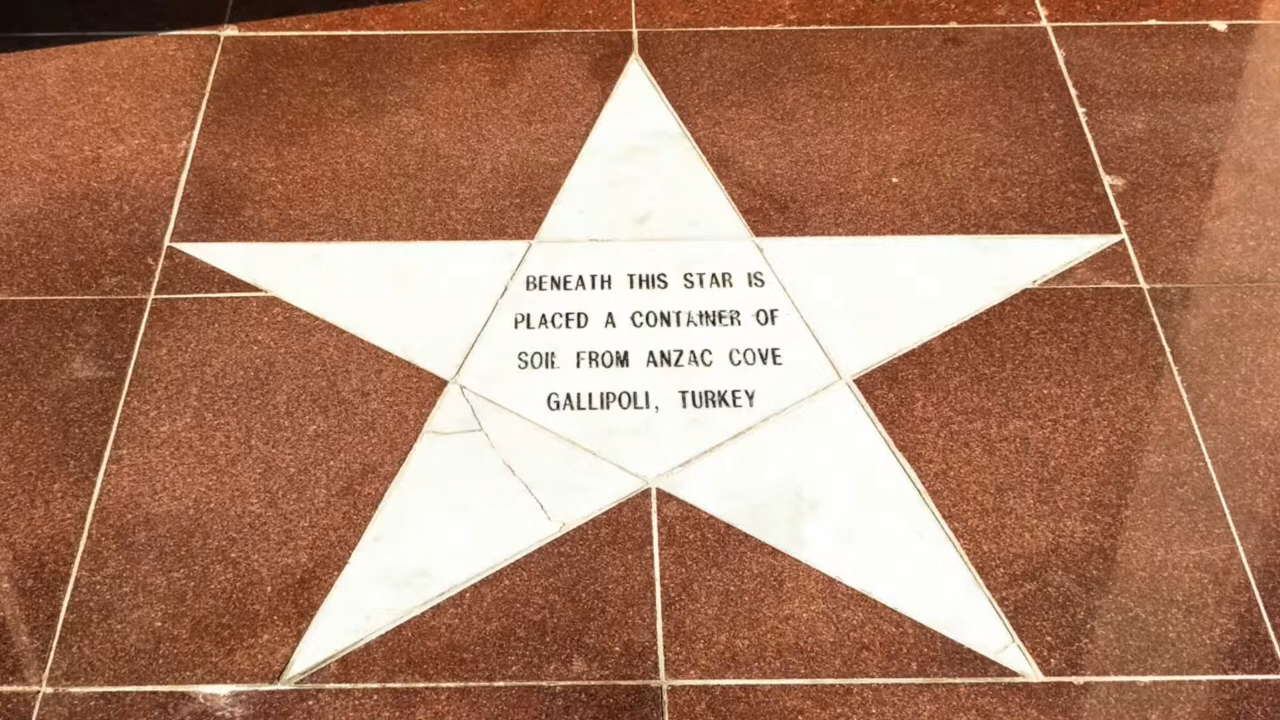 BENEATH THIS STAR IS
PLACED A CONTAINER OF
SOIL FROM ANZAC COVE
GALLIPOLI, TURKEY